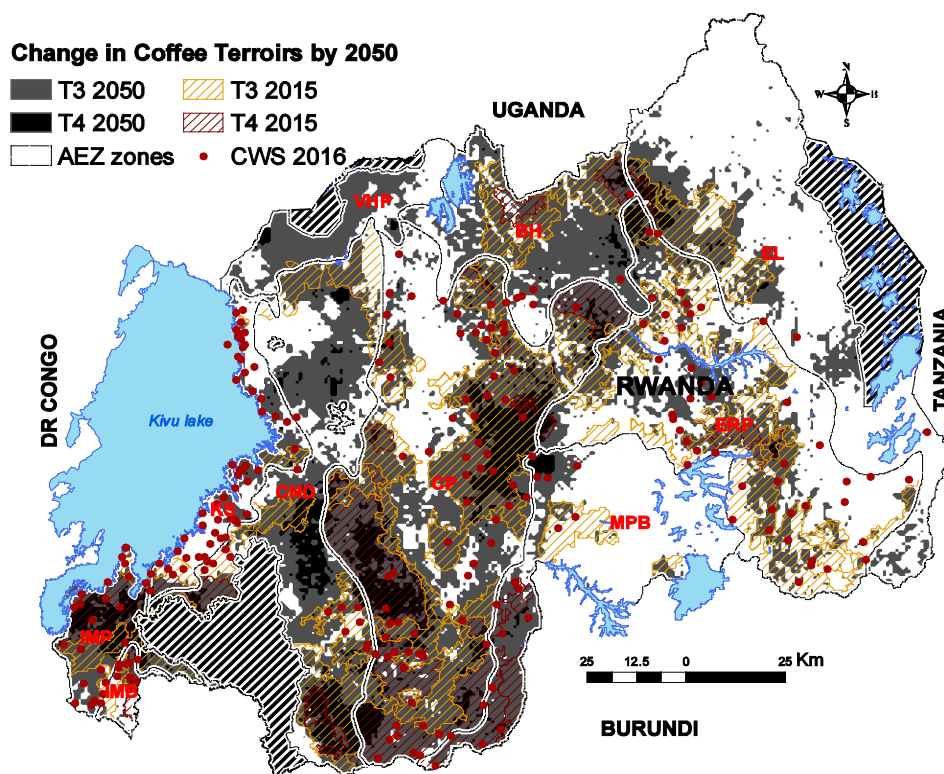 Change in Coffee Terroirs by 2050
T3 2050 T3 2015
T4 2050 T4 2015
AEZ zones CWS 2016
UGANDA
N
W E
S
VHP
BH
EL
DR CONGO
TANZANIA
Kivu lake
RWANDA
ERP
CP
CND
KS
MPB
IMP
IMB
25 12.5 0 25 Km
BURUNDI